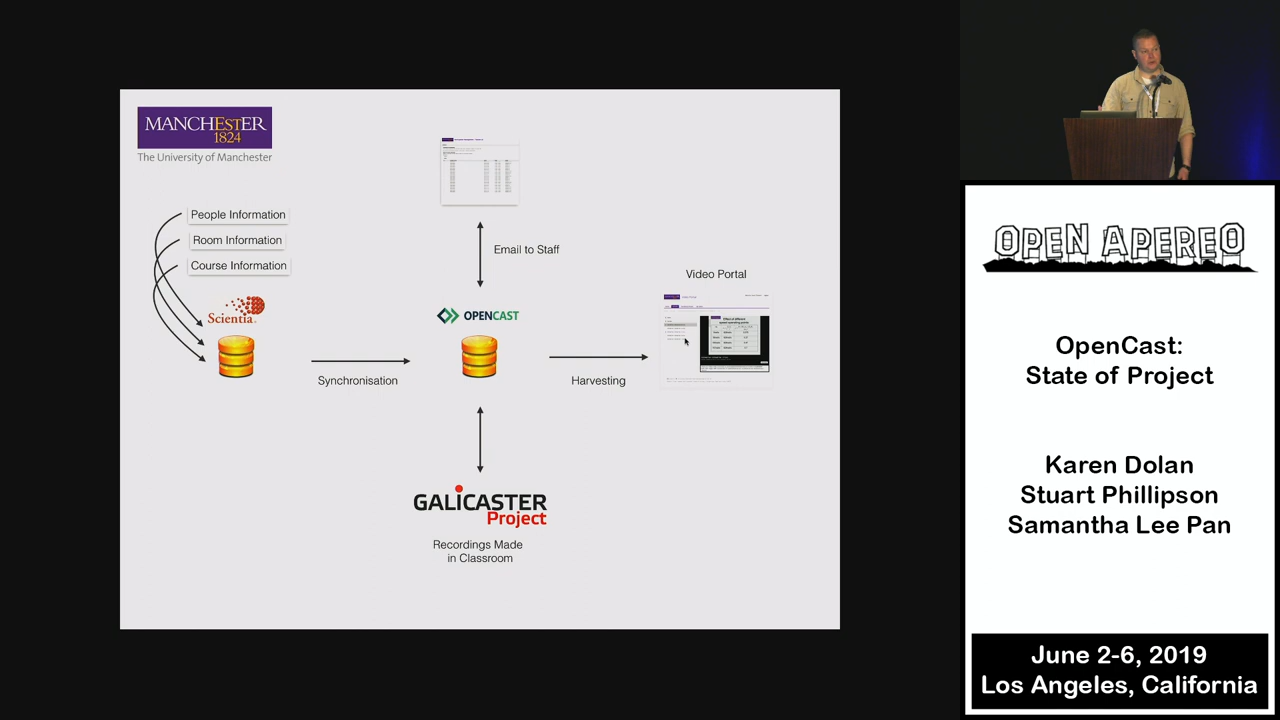 MANCHESTER
1824
The University of Manchester
People Information
Room Information
Course Information
Scientia
Synchronisation
Email to Staff
OPENCAST
Harvesting
Video Portal
GALICASTER
Project
Recordings Made
in Classroom
OPEN APEREO
OpenCast:
State of Project
Karen Dolan
Stuart Phillipson
Samantha Lee Pan
June 2-6, 2019
Los Angeles, California